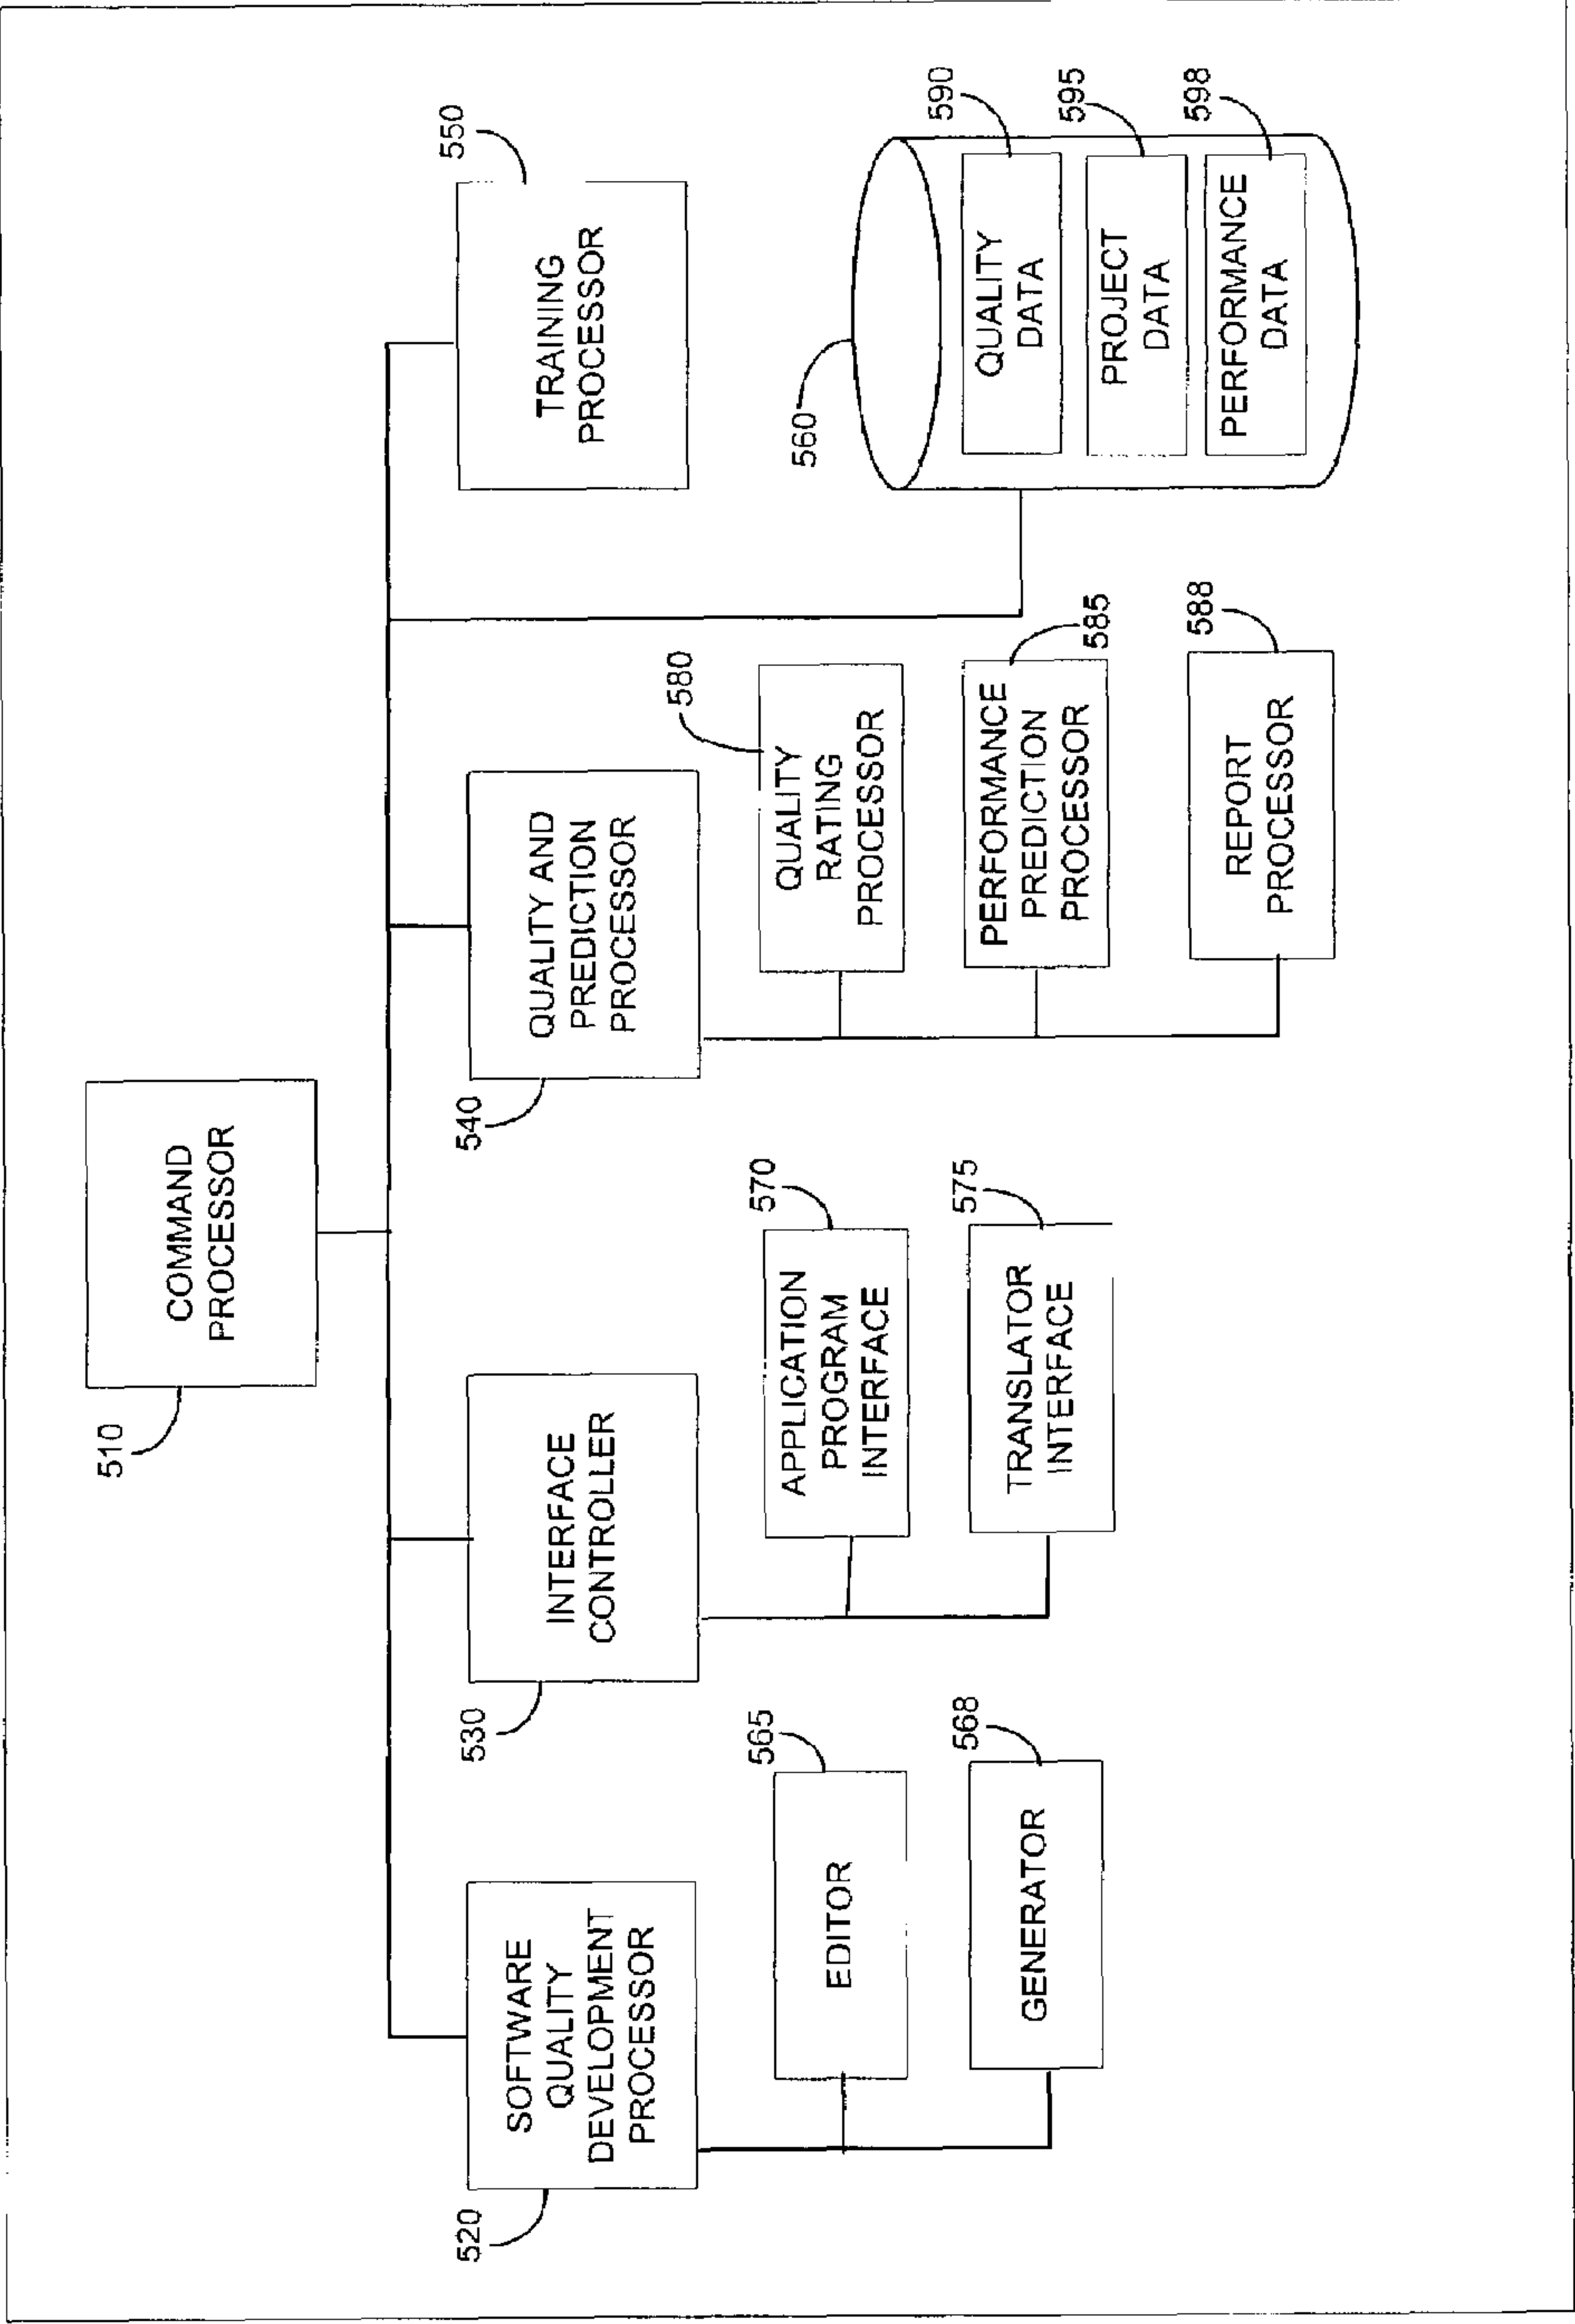 COMMAND
PROCESSOR
510
SOFTWARE
QUALITY
DEVELOPMENT
PROCESSOR
520
INTERFACE
CONTROLLER
530
QUALITY AND
PREDICTION
PROCESSOR
540
TRAINING
PROCESSOR
550
EDITOR
565
GENERATOR
568
APPLICATION
PROGRAM
INTERFACE
570
TRANSLATOR
INTERFACE
575
QUALITY
RATING
PROCESSOR
580
PERFORMANCE
PREDICTION
PROCESSOR
585
REPORT
PROCESSOR
588
560
QUALITY
DATA
590
PROJECT
DATA
595
PERFORMANCE
DATA
598